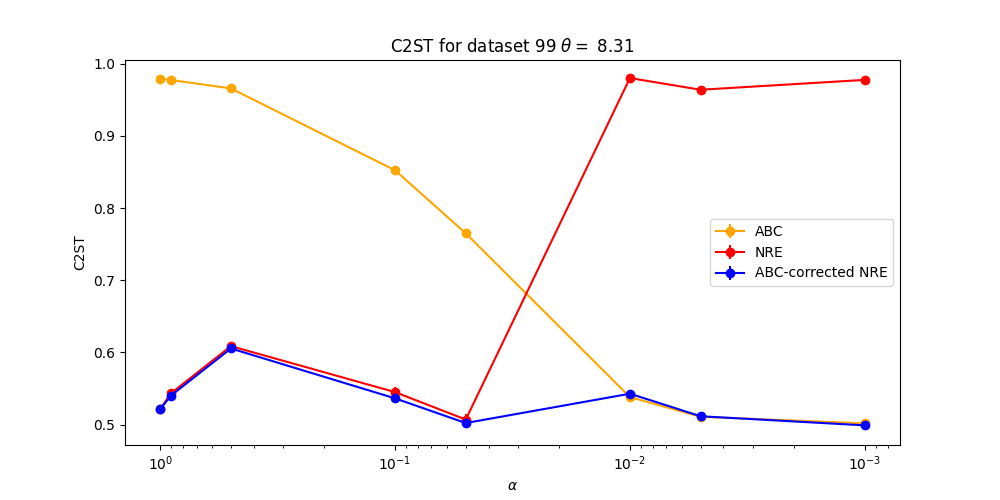 C2ST for dataset 99 θ = 8.31
1.0
0.9
0.8
0.7
0.6
0.5
C2ST
ABC
NRE
ABC-corrected NRE
10⁰
10⁻¹
10⁻²
10⁻³
α